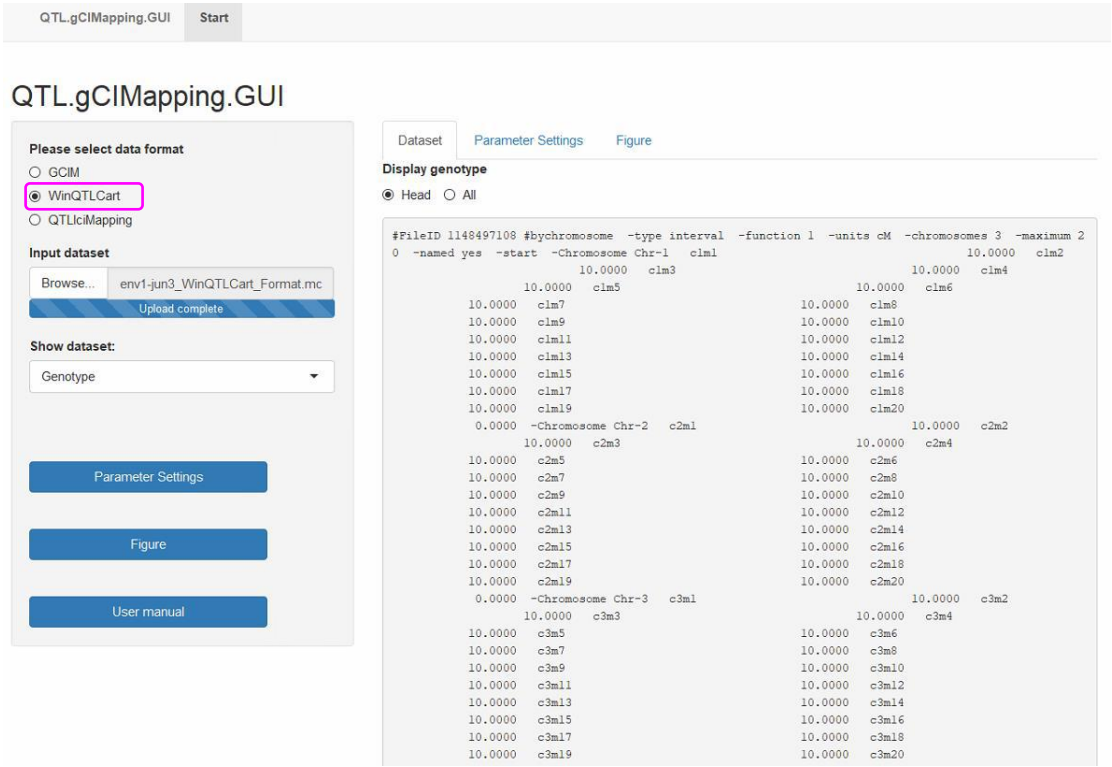 QTL.gCIMapping.GUI Start
QTL.gCIMapping.GUI
Please select data format
GCIM
WinQTLCart
QTLIciMapping
Input dataset
Browse... env1-jun3_WinQTLCart_Format.mc
Upload complete
Show dataset:
Genotype
Parameter Settings
Figure
User manual
Dataset Parameter Settings Figure
Display genotype
Head All
#FileID 1148497108 #bychromosome -type interval -function 1 -units cM -chromosomes 3 -maximum 2
0 -named yes -start -Chromosome Chr-1 c1m1 10.0000 c1m2
10.0000 c1m3 10.0000 c1m4
10.0000 c1m5 10.0000 c1m6
10.0000 c1m7 10.0000 c1m8
10.0000 c1m9 10.0000 c1m10
10.0000 c1m11 10.0000 c1m12
10.0000 c1m13 10.0000 c1m14
10.0000 c1m15 10.0000 c1m16
10.0000 c1m17 10.0000 c1m18
10.0000 c1m19 10.0000 c1m20
0.0000 -Chromosome Chr-2 c2m1 10.0000 c2m2
10.0000 c2m3 10.0000 c2m4
10.0000 c2m5 10.0000 c2m6
10.0000 c2m7 10.0000 c2m8
10.0000 c2m9 10.0000 c2m10
10.0000 c2m11 10.0000 c2m12
10.0000 c2m13 10.0000 c2m14
10.0000 c2m15 10.0000 c2m16
10.0000 c2m17 10.0000 c2m18
10.0000 c2m19 10.0000 c2m20
0.0000 -Chromosome Chr-3 c3m1 10.0000 c3m2
10.0000 c3m3 10.0000 c3m4
10.0000 c3m5 10.0000 c3m6
10.0000 c3m7 10.0000 c3m8
10.0000 c3m9 10.0000 c3m10
10.0000 c3m11 10.0000 c3m12
10.0000 c3m13 10.0000 c3m14
10.0000 c3m15 10.0000 c3m16
10.0000 c3m17 10.0000 c3m18
10.0000 c3m19 10.0000 c3m20